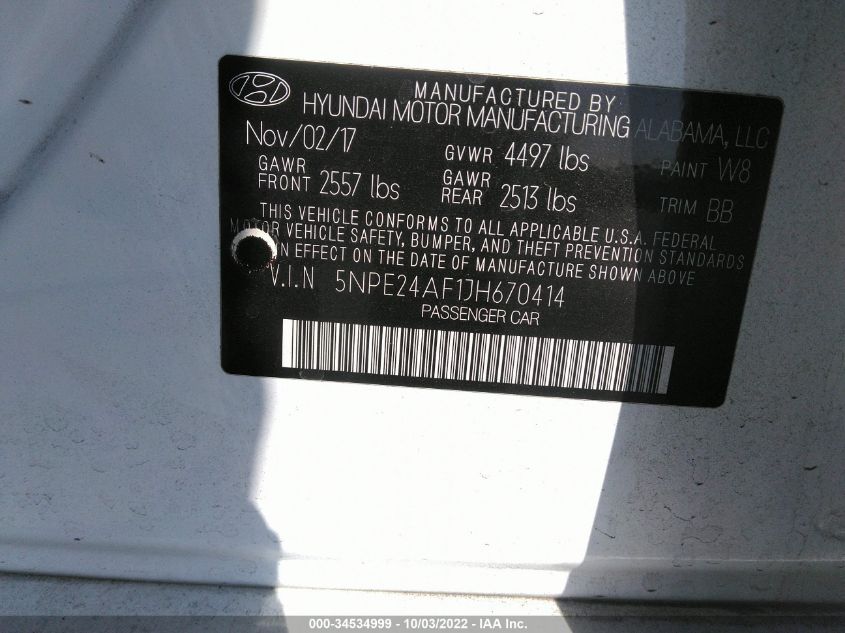 MANUFACTURED BY
HYUNDAI MOTOR MANUFACTURING ALABAMA, LLC
Nov/02/17 GVWR 4497 lbs PAINT W8
GAWR FRONT 2557 lbs GAWR REAR 2513 lbs TRIM BB
THIS VEHICLE CONFORMS TO ALL APPLICABLE U.S.A. FEDERAL
MOTOR VEHICLE SAFETY, BUMPER, AND THEFT PREVENTION STANDARDS
IN EFFECT ON THE DATE OF MANUFACTURE SHOWN ABOVE
V.I.N 5NPE24AF1JH670414
PASSENGER CAR
000-34534999 - 10/03/2022 - IAA Inc.